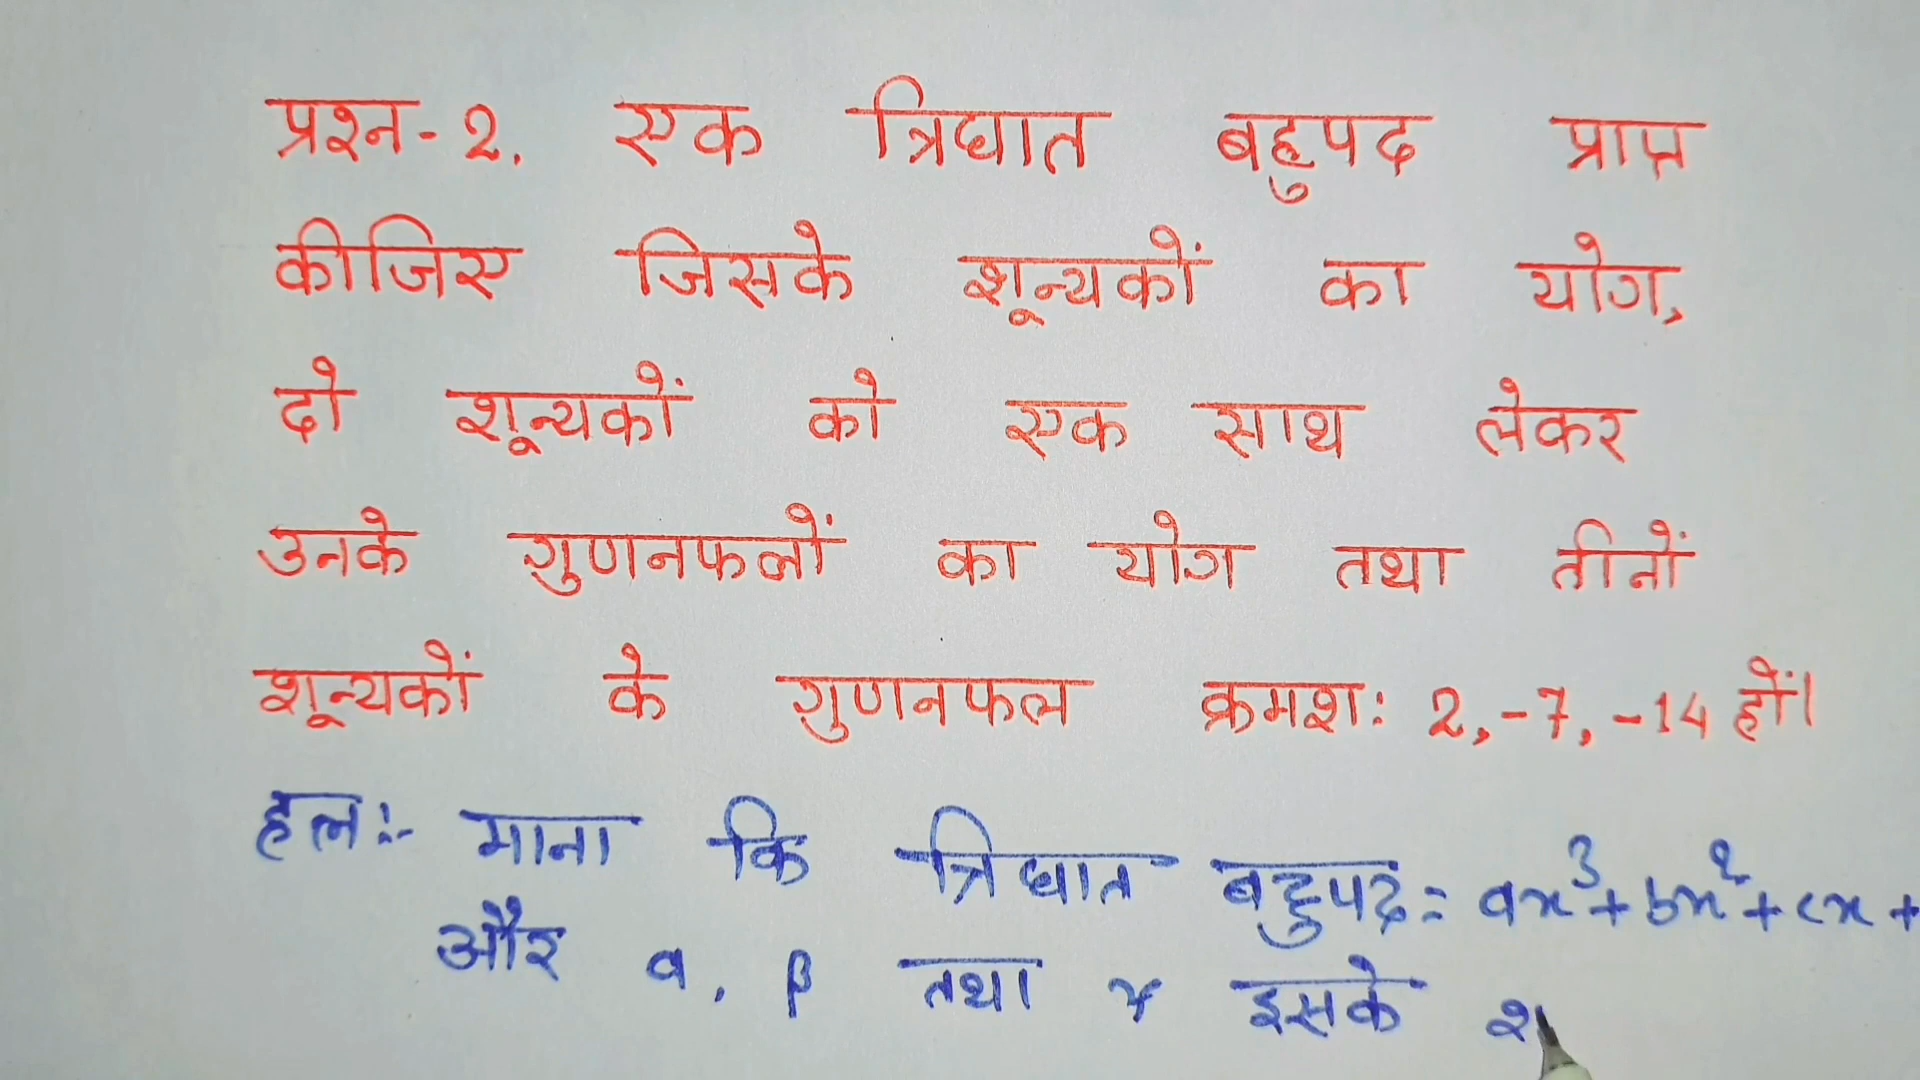 प्रश्न-2. एक त्रिघात बहुपद प्राप्त
कीजिए जिसके शून्यकों का योग,
दो शून्यकों को एक साथ लेकर
उनके गुणनफलों का योग तथा तीनों
शून्यकों के गुणनफल क्रमशः 2, -7, -14 हों।
हल:- माना कि त्रिघात बहुपद = ax³+bx²+cx+
और α, β तथा γ इसके